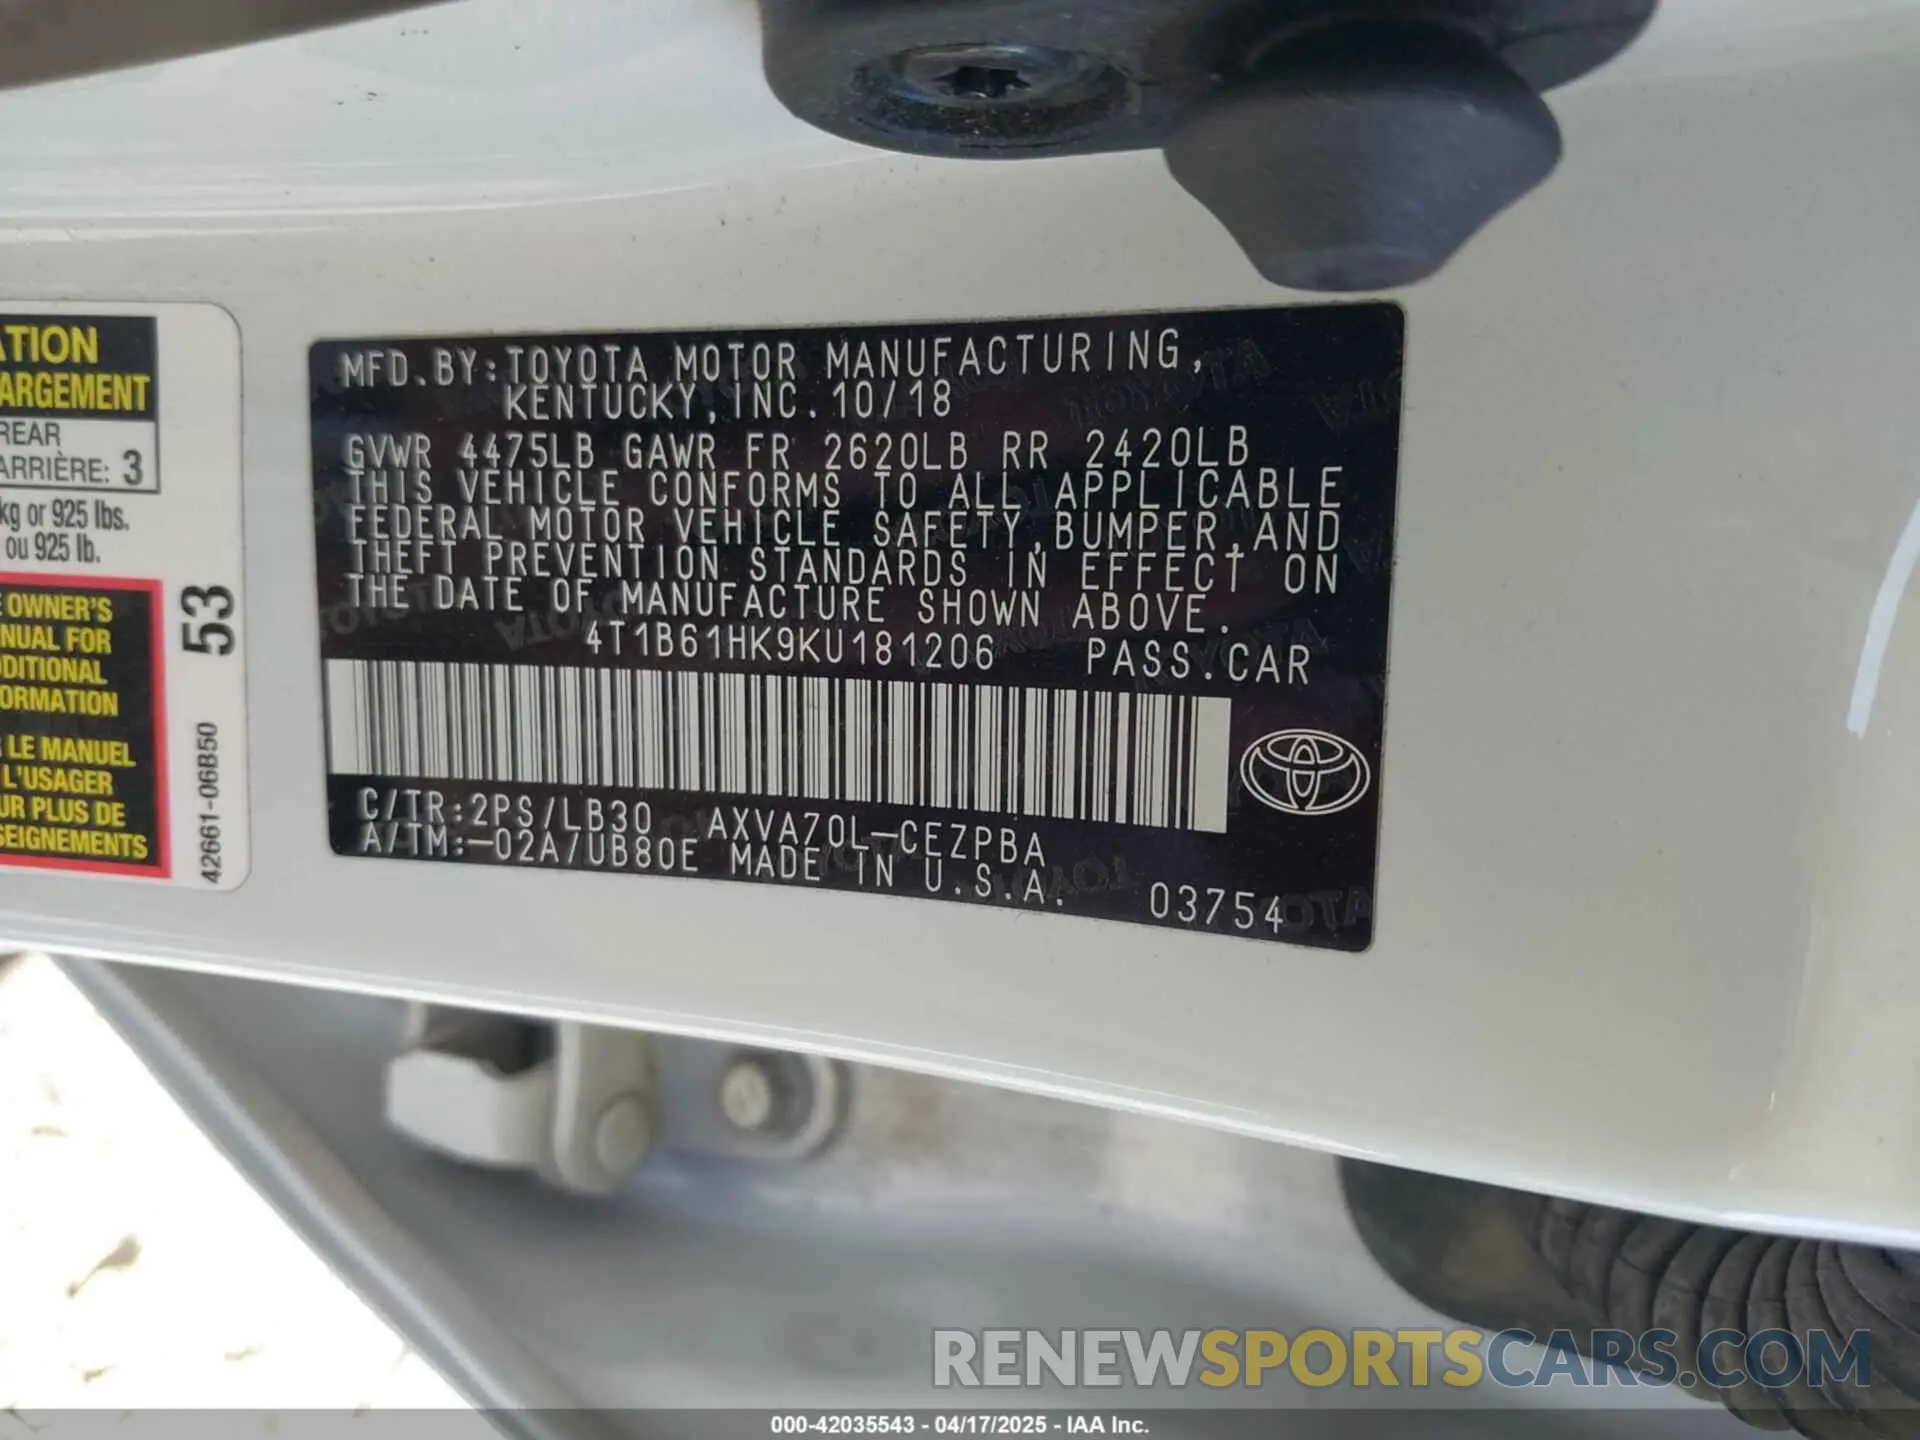 ATION
ARGEMENT
REAR
ARRIÈRE: 3
kg or 925 lbs.
ou 925 lb.
OWNER'S
NUAL FOR
DDITIONAL
FORMATION
LE MANUEL
L'USAGER
UR PLUS DE
SEIGNEMENTS
53
42661-06B50
MFD.BY:TOYOTA MOTOR MANUFACTURING,
KENTUCKY,INC.10/18
GVWR 4475LB GAWR FR 2620LB RR 2420LB
THIS VEHICLE CONFORMS TO ALL APPLICABLE
FEDERAL MOTOR VEHICLE SAFETY,BUMPER,AND
THEFT PREVENTION STANDARDS IN EFFECT ON
THE DATE OF MANUFACTURE SHOWN ABOVE.
4T1B61HK9KU181206 PASS.CAR
C/TR:2PS/LB30 AXVA70L-CEZPBA
A/TM:-02A/UB80E MADE IN U.S.A. 03754
RENEWSPORTSCARS.COM
000-42035543 - 04/17/2025 - IAA Inc.